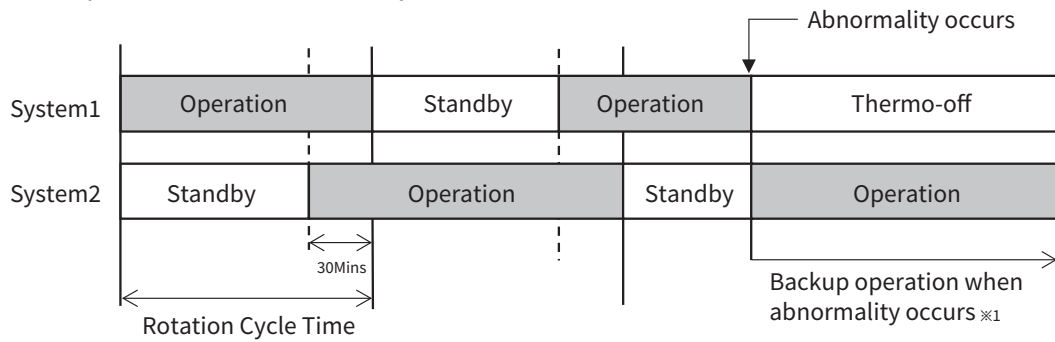 Abnormality occurs
System1
Operation
Standby
Operation
Thermo-off
System2
Standby
Operation
Standby
Operation
30Mins
Rotation Cycle Time
Backup operation when
abnormality occurs ※1